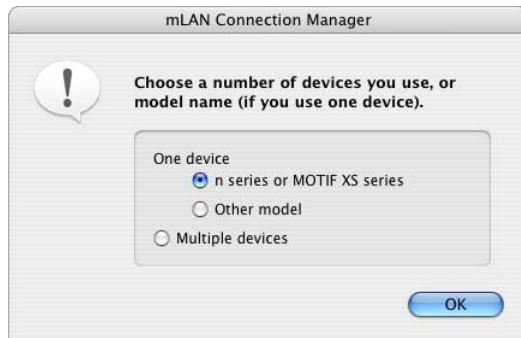 mLAN Connection Manager
Choose a number of devices you use, or
model name (if you use one device).
One device
n series or MOTIF XS series
Other model
Multiple devices
OK